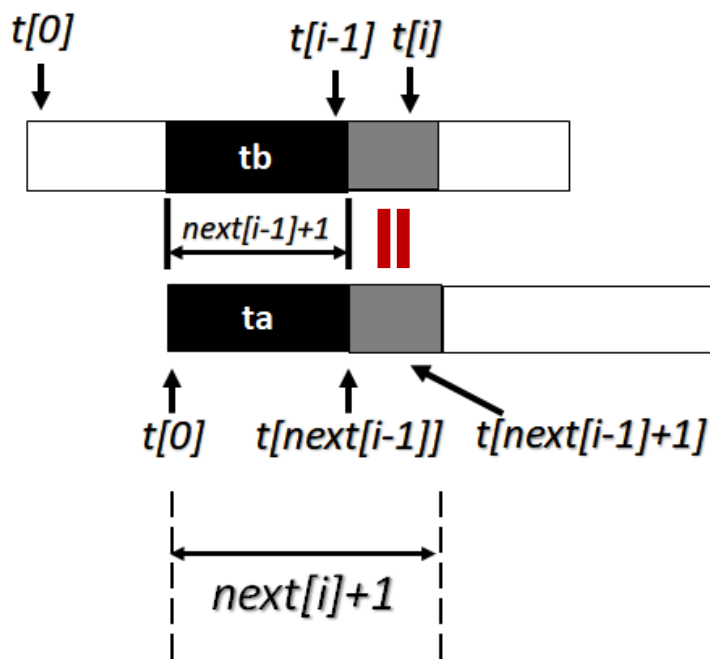 t[0] t[i-1] t[i]
tb
next[i-1]+1
ta
t[0] t[next[i-1]] t[next[i-1]+1]
next[i]+1